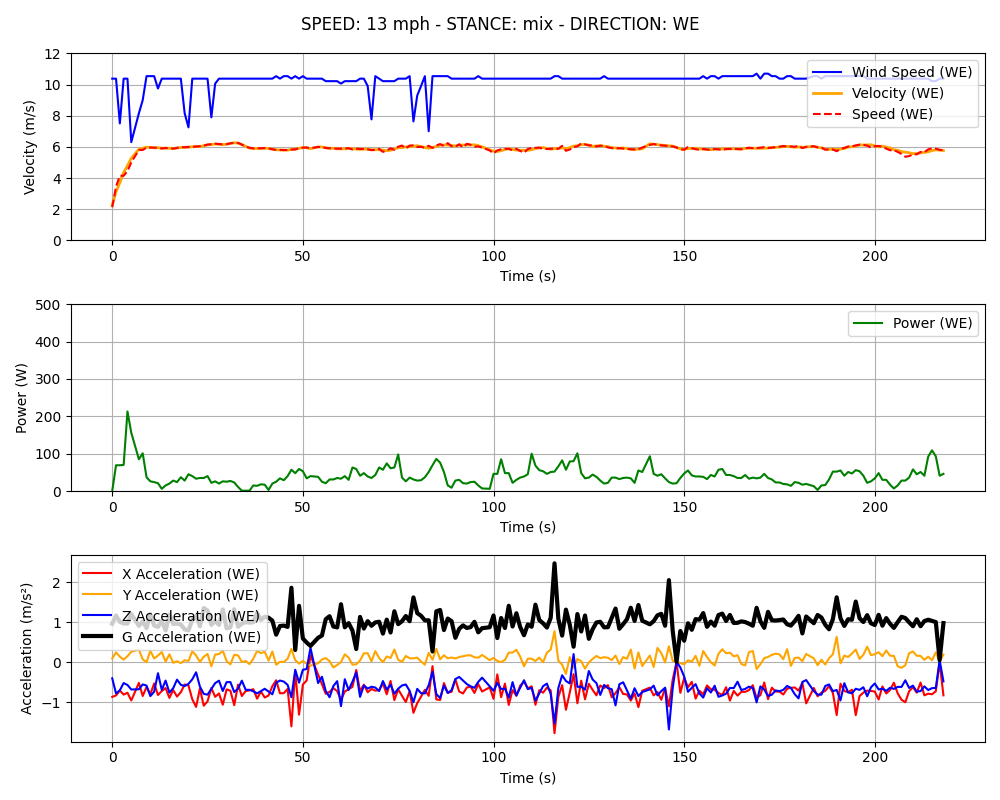 SPEED: 13 mph - STANCE: mix - DIRECTION: WE
12
10
8
6
4
2
0
Velocity (m/s)
Wind Speed (WE)
Velocity (WE)
Speed (WE)
0 50 100 150 200
Time (s)
500
400
300
200
100
0
Power (W)
Power (WE)
0 50 100 150 200
Time (s)
2
1
0
−1
Acceleration (m/s²)
X Acceleration (WE)
Y Acceleration (WE)
Z Acceleration (WE)
G Acceleration (WE)
0 50 100 150 200
Time (s)